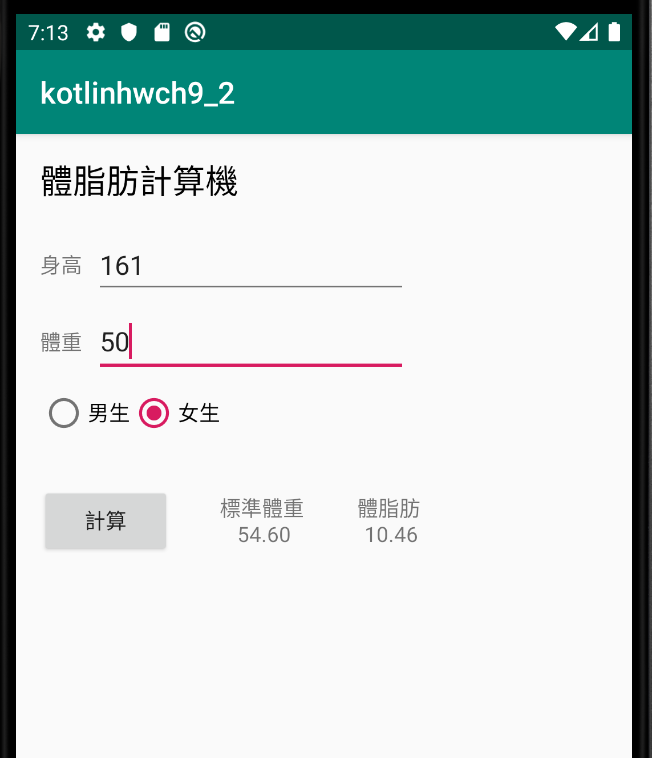 7:13
kotlinhwch9_2
體脂肪計算機
身高 161
體重 50
男生 女生
計算 標準體重 體脂肪
54.60 10.46